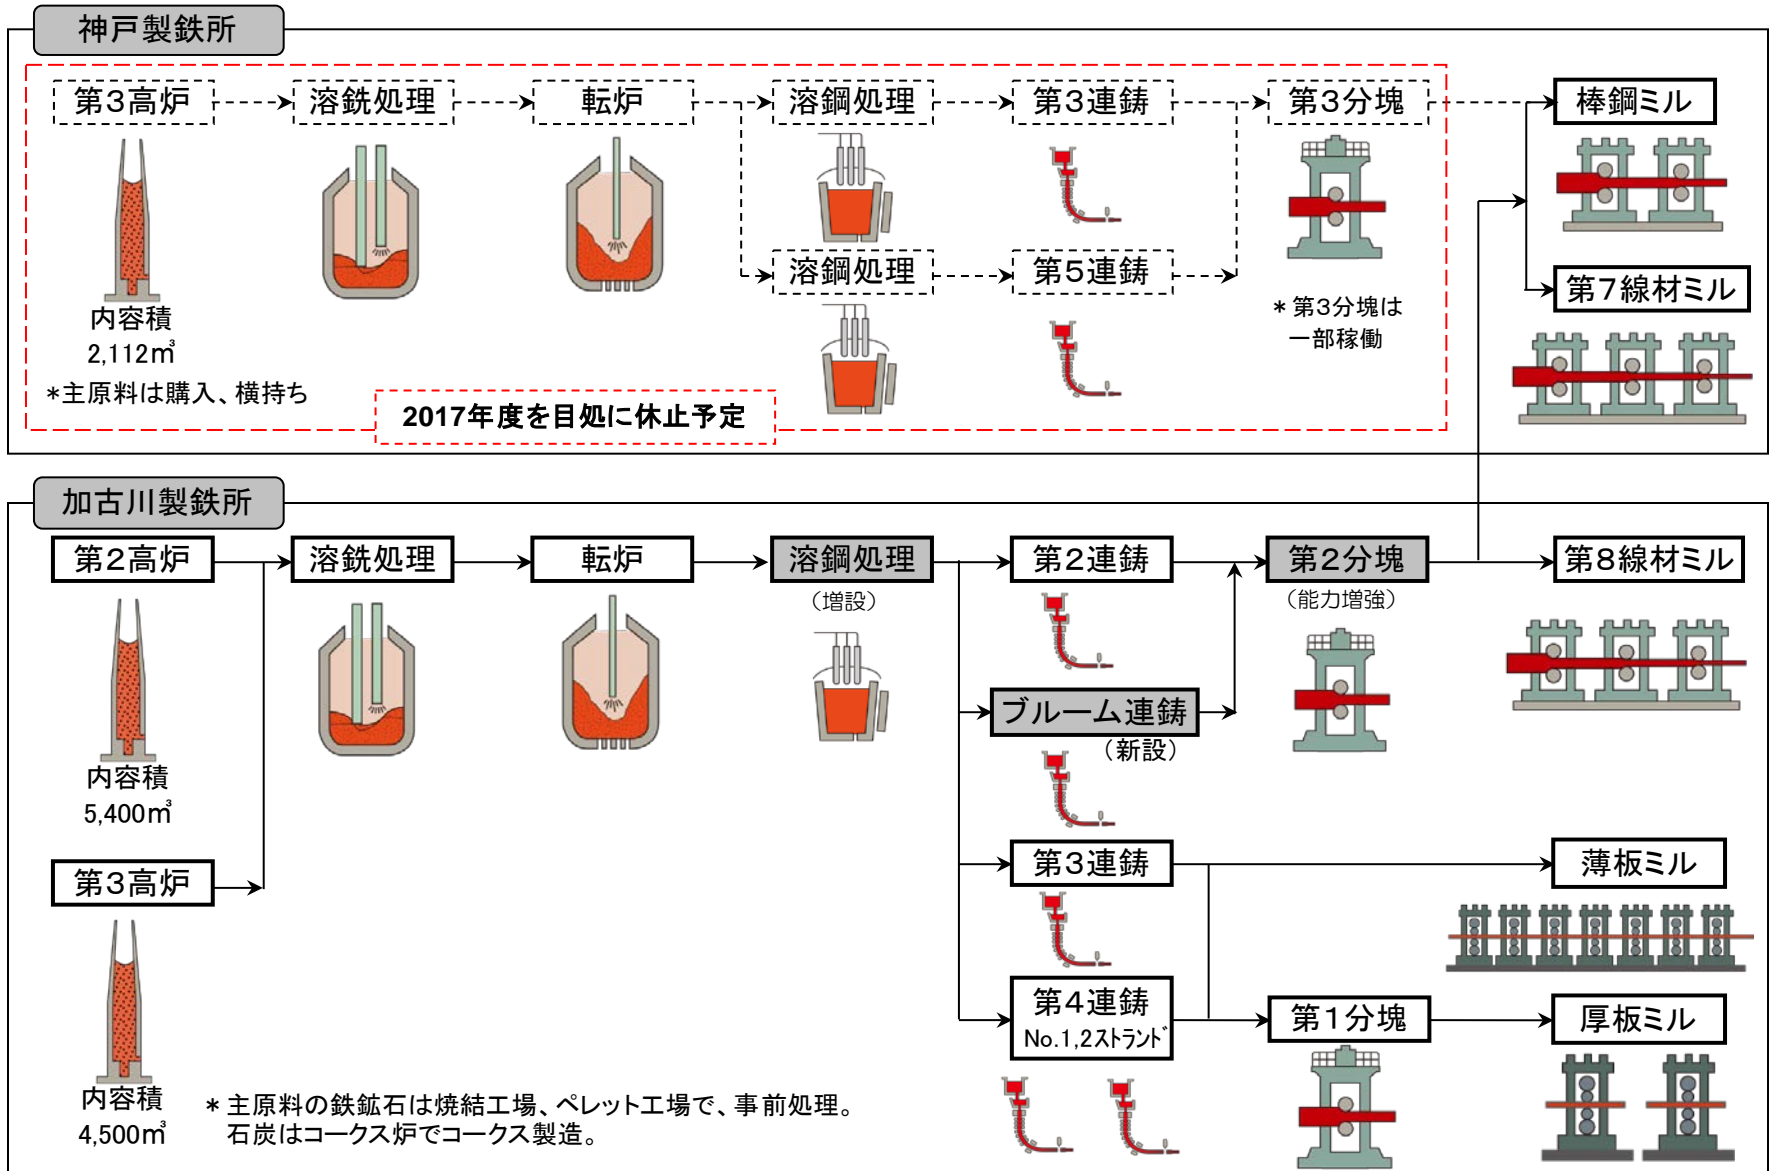 神戸製鉄所
第3高炉
溶銑処理
転炉
溶鋼処理
第3連鋳
第3分塊
棒鋼ミル
溶鋼処理
第5連鋳
第7線材ミル
内容積
2,112㎥
*第3分塊は
一部稼働
*主原料は購入、横持ち
2017年度を目処に休止予定
加古川製鉄所
第2高炉
溶銑処理
転炉
溶鋼処理
(増設)
第2連鋳
第2分塊
(能力増強)
第8線材ミル
ブルーム連鋳
(新設)
内容積
5,400㎥
第3高炉
第3連鋳
薄板ミル
第4連鋳
No.1,2ストランド
第1分塊
厚板ミル
内容積
4,500㎥
*主原料の鉄鉱石は焼結工場、ペレット工場で、事前処理。
石炭はコークス炉でコークス製造。